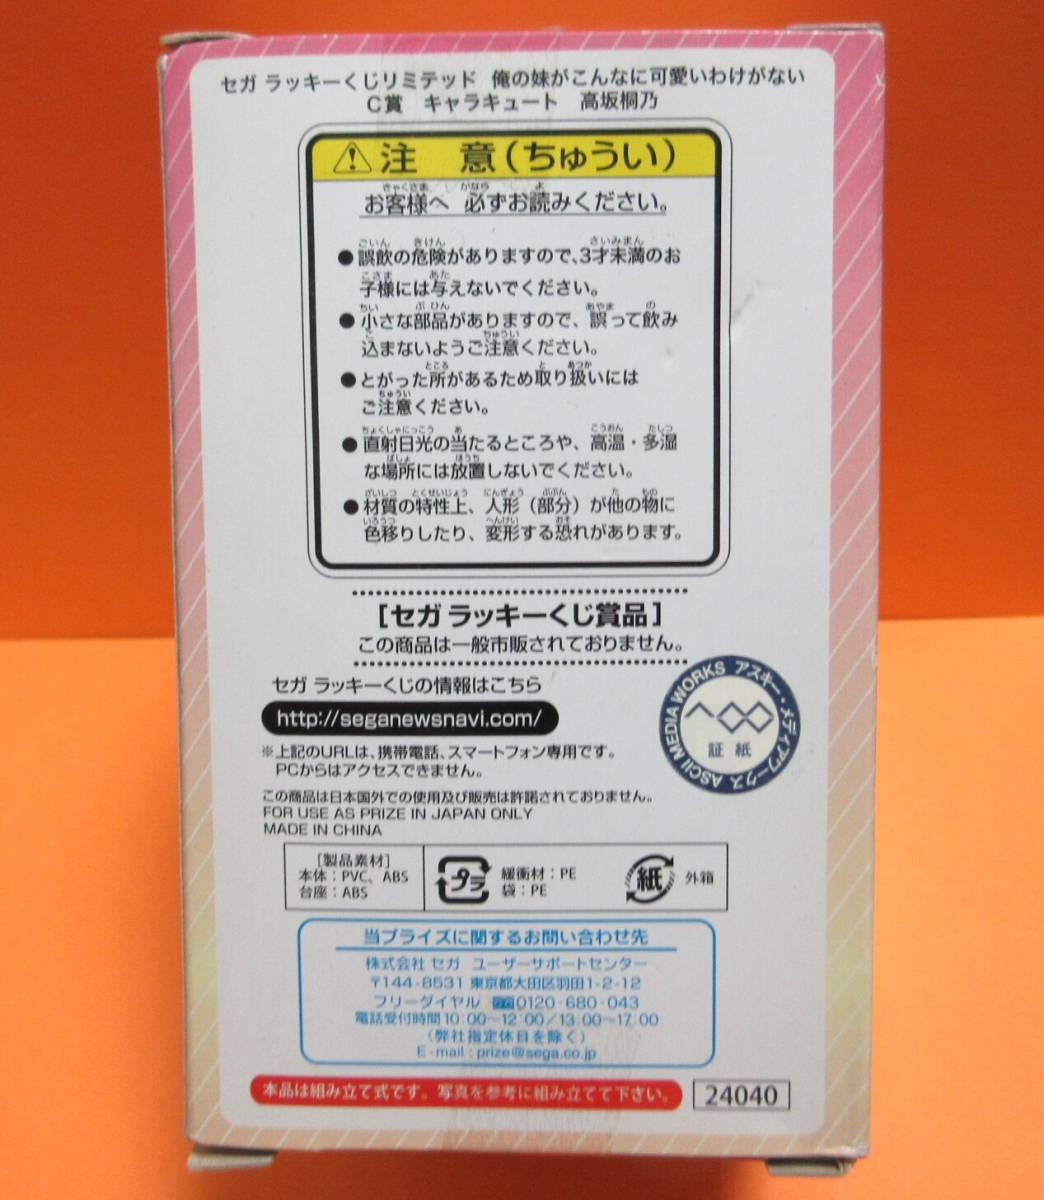 セガ ラッキーくじリミテッド 俺の妹がこんなに可愛いわけがない
C賞 キャラキュート 高坂桐乃
注 意(ちゅうい)
お客様へ 必ずお読みください。
●誤飲の危険がありますので、3才未満のお
子様には与えないでください。
●小さな部品がありますので、誤って飲み
込まないようご注意ください。
●とがった所があるため取り扱いには
ご注意ください。
●直射日光の当たるところや、高温・多湿
な場所には放置しないでください。
●材質の特性上、人形(部分)が他の物に
色移りしたり、変形する恐れがあります。
[セガ ラッキーくじ賞品]
この商品は一般市販されておりません。
セガ ラッキーくじの情報はこちら
http://seganewsnavi.com/
※上記のURLは、携帯電話、スマートフォン専用です。
PCからはアクセスできません。
ASCII MEDIA WORKS アスキー・メディアワークス
証紙
この商品は日本国外での使用及び販売は許諾されておりません。
FOR USE AS PRIZE IN JAPAN ONLY
MADE IN CHINA
[製品素材]
本体：PVC、ABS
台座：ABS
プラ
緩衝材：PE
袋：PE
紙
外箱
当プライズに関するお問い合わせ先
株式会社 セガ ユーザーサポートセンター
〒144-8531 東京都大田区羽田1-2-12
フリーダイヤル 0120-680-043
電話受付時間 10:00〜12:00/13:00〜17:00
(弊社指定休日を除く)
E-mail : prize@sega.co.jp
本品は組み立て式です。写真を参考に組み立てて下さい。
24040